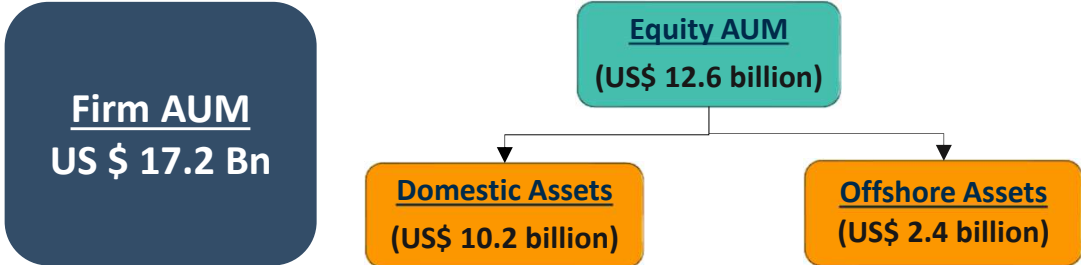 Firm AUM
US $ 17.2 Bn
Equity AUM
(US$ 12.6 billion)
Domestic Assets
(US$ 10.2 billion)
Offshore Assets
(US$ 2.4 billion)